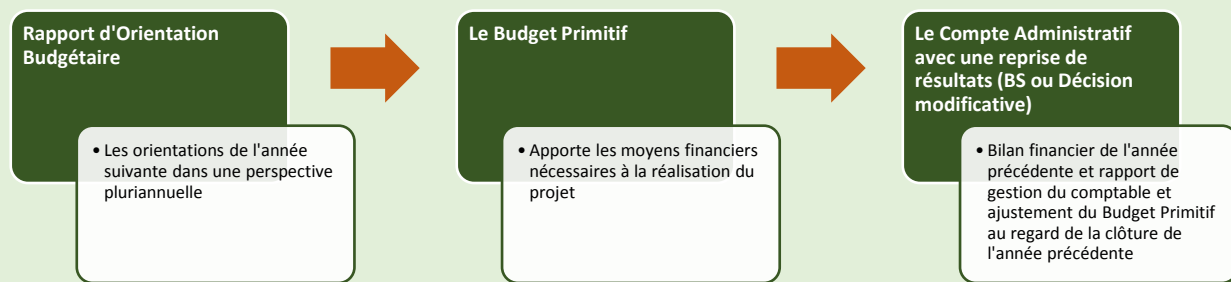 Rapport d'Orientation
Budgétaire
• Les orientations de l'année
suivante dans une perspective
pluriannuelle
Le Budget Primitif
• Apporte les moyens financiers
nécessaires à la réalisation du
projet
Le Compte Administratif
avec une reprise de
résultats (BS ou Décision
modificative)
• Bilan financier de l'année
précédente et rapport de
gestion du comptable et
ajustement du Budget Primitif
au regard de la clôture de
l'année précédente